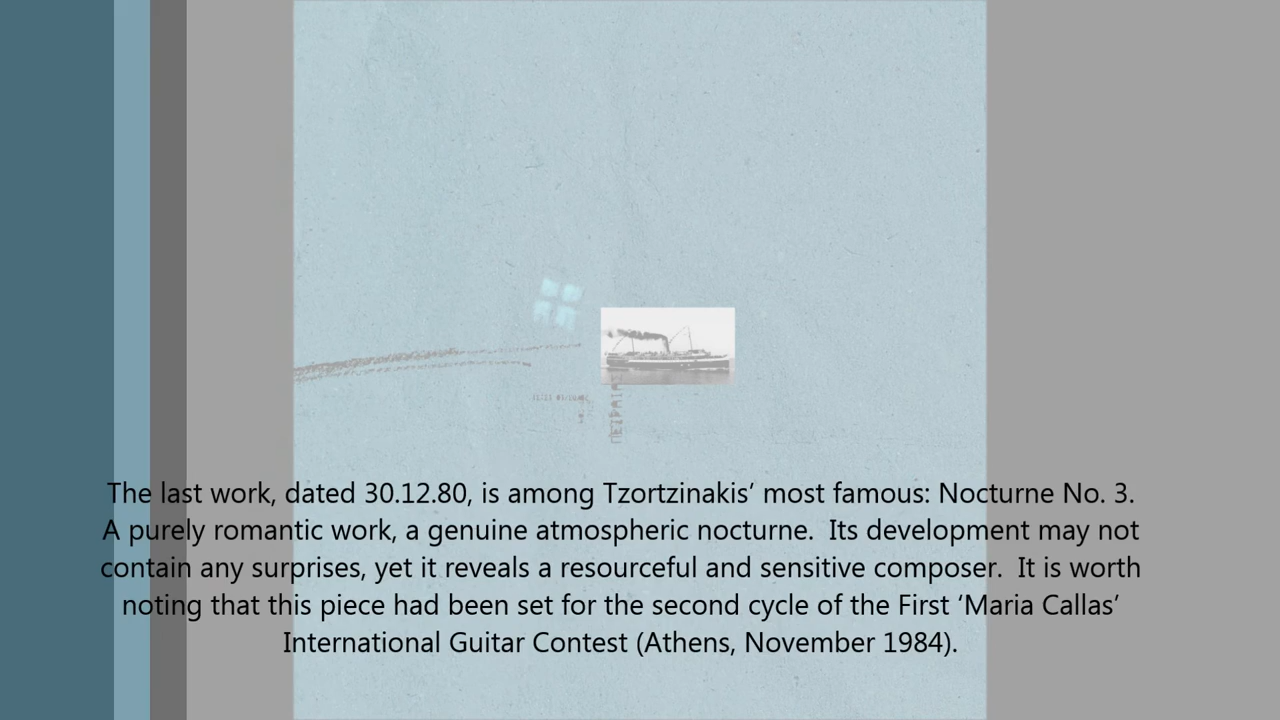 The last work, dated 30.12.80, is among Tzortzinakis’ most famous: Nocturne No. 3.
A purely romantic work, a genuine atmospheric nocturne.  Its development may not
contain any surprises, yet it reveals a resourceful and sensitive composer.  It is worth
noting that this piece had been set for the second cycle of the First ‘Maria Callas’
International Guitar Contest (Athens, November 1984).